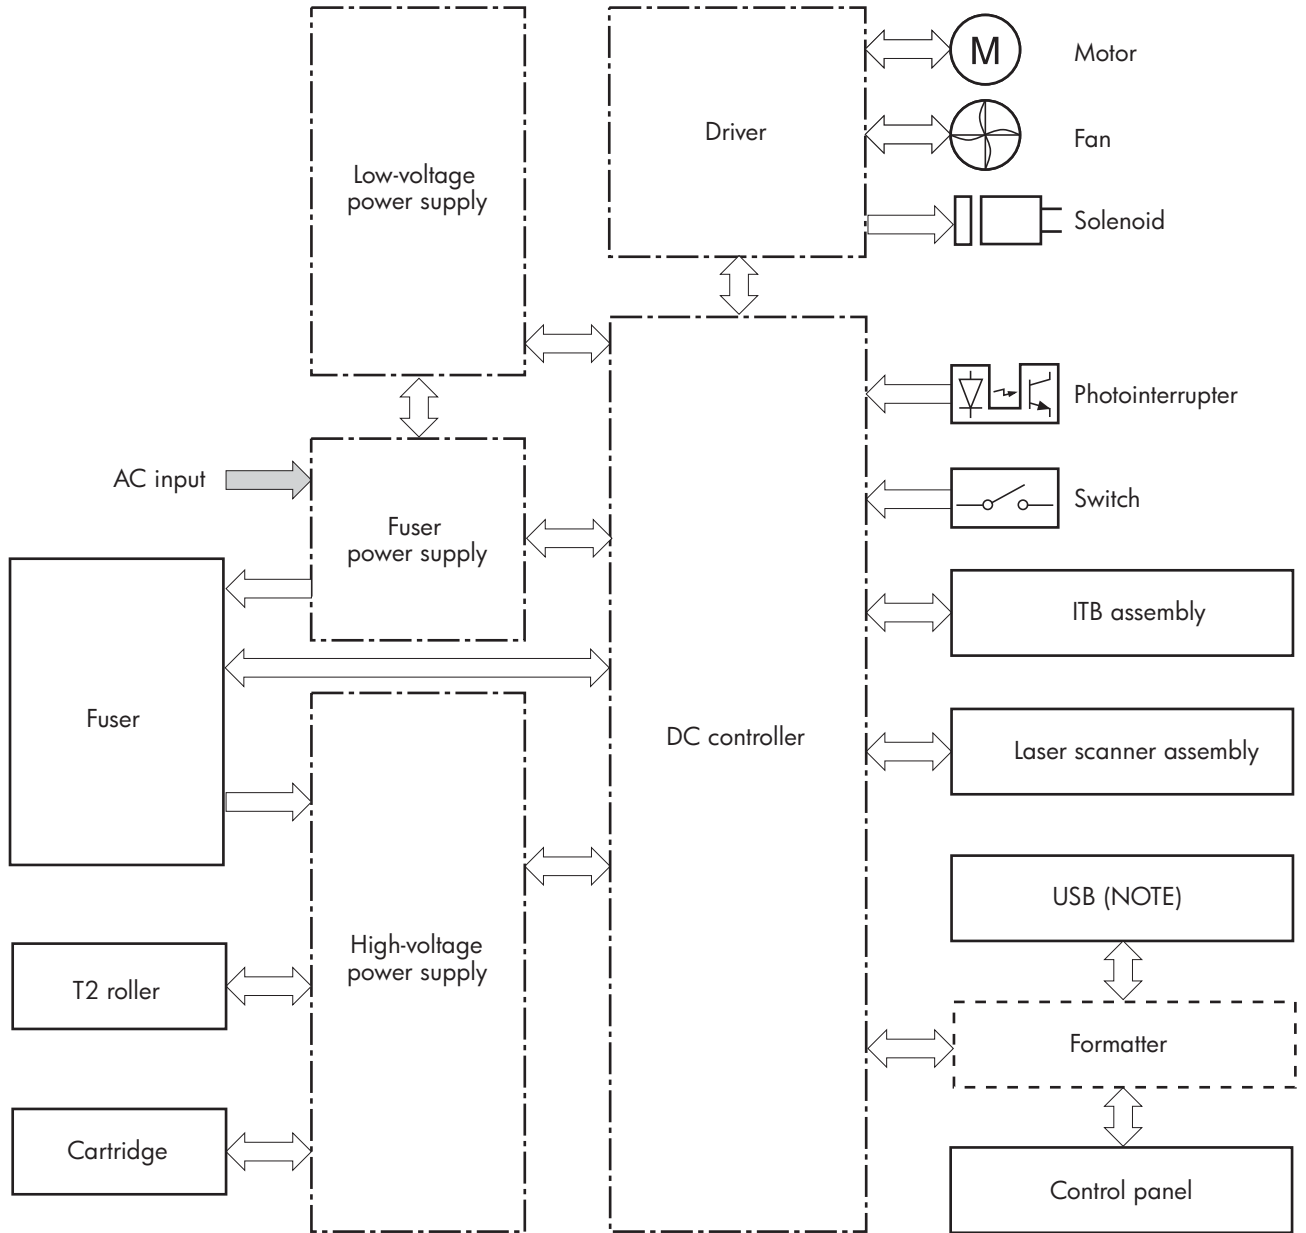 M
Motor
Driver
Fan
Low-voltage
power supply
Solenoid
Photointerrupter
AC input
Switch
Fuser
power supply
ITB assembly
Fuser
DC controller
Laser scanner assembly
USB (NOTE)
High-voltage
power supply
T2 roller
Formatter
Cartridge
Control panel